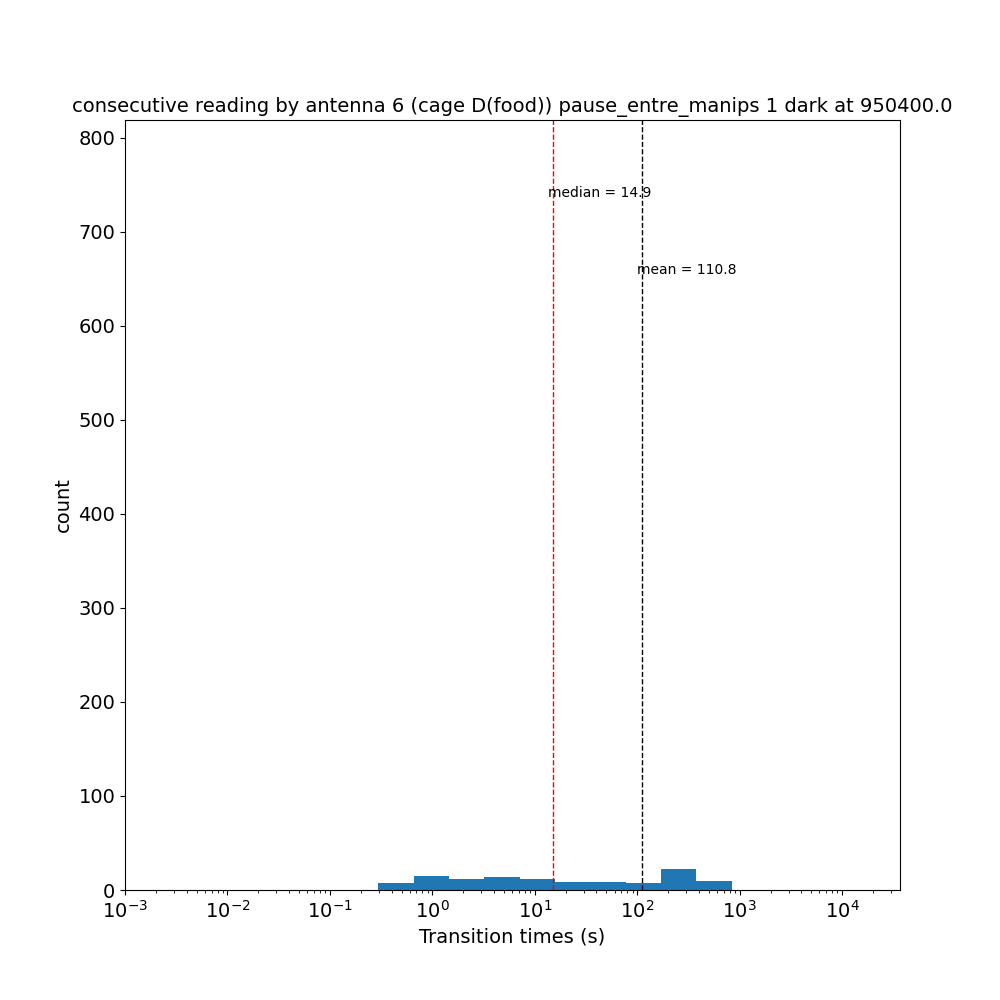 consecutive reading by antenna 6 (cage D(food)) pause_entre_manips 1 dark at 950400.0
800
median = 14.9
700
mean = 110.8
600
500
400
count
300
200
100
0
10⁻³ 10⁻² 10⁻¹ 10⁰ 10¹ 10² 10³ 10⁴
Transition times (s)